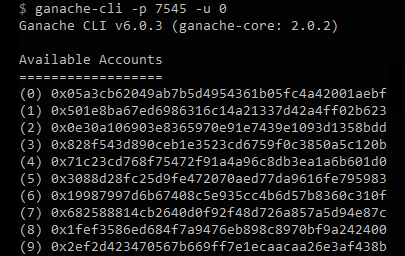 $ ganache-cli -p 7545 -u 0
Ganache CLI v6.0.3 (ganache-core: 2.0.2)
Available Accounts
==================
(0) 0x05a3cb62049ab7b5d4954361b05fc4a42001aebf
(1) 0x501e8ba67ed6986316c14a21337d42a4ff02b623
(2) 0x0e30a106903e8365970e91e7439e1093d1358bdd
(3) 0x828f543d890ceb1e3523cd6759f0c3850a5c120b
(4) 0x71c23cd768f75472f91a4a96c8db3ea1a6b601d0
(5) 0x3088d28fc25d9fe472070aed77da9616fe795983
(6) 0x19987997d6b67408c5e935cc4b6d57b8360c310f
(7) 0x682588814cb2640d0f92f48d726a857a5d94e87c
(8) 0x1fef3586ed684f7a9476eb898c8970bf9a242400
(9) 0x2ef2d423470567b669ff7e1ecaacaa26e3af438b